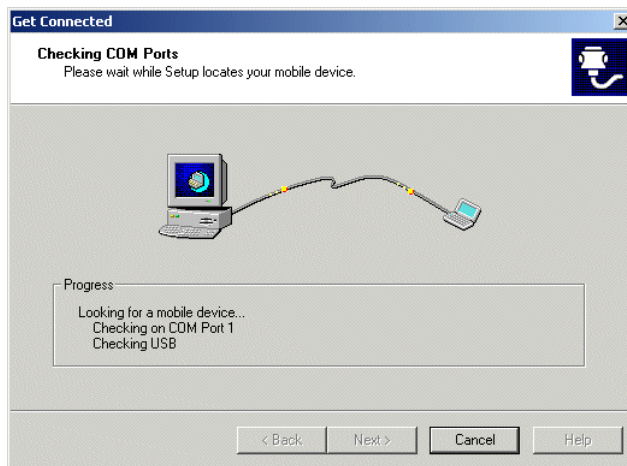 Get Connected
Checking COM Ports
Please wait while Setup locates your mobile device.
Progress
Looking for a mobile device...
Checking on COM Port 1
Checking USB
< Back
Next >
Cancel
Help